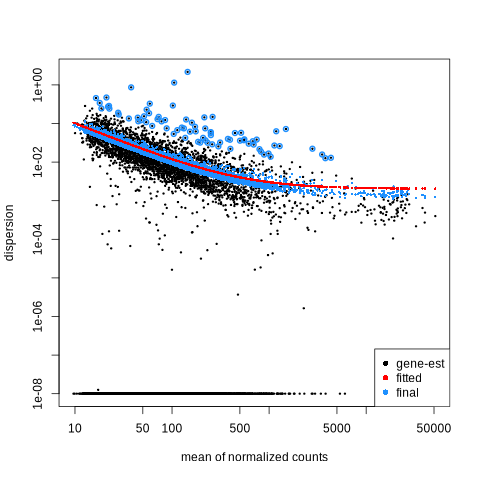 1e+00
1e-02
1e-04
1e-06
1e-08
dispersion
gene-est
fitted
final
10 50 100 500 5000 50000
mean of normalized counts